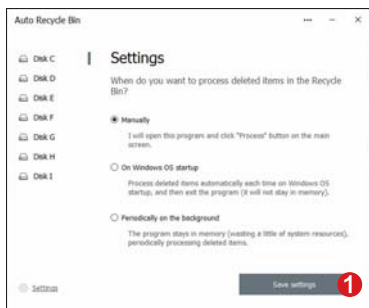 Auto Recycle Bin
Disk C
Disk D
Disk E
Disk F
Disk G
Disk H
Disk I
Settings
When do you want to process deleted items in the Recycle
Bin?
Manually
I will open this program and click "Process" button on the main
screen.
On Windows OS startup
Process deleted items automatically each time on Windows OS
startup, and then exit the program (it will not stay in memory).
Periodically on the background
The program stays in memory (wasting a little of system resources),
periodically processing deleted items.
Settings
Save settings
1